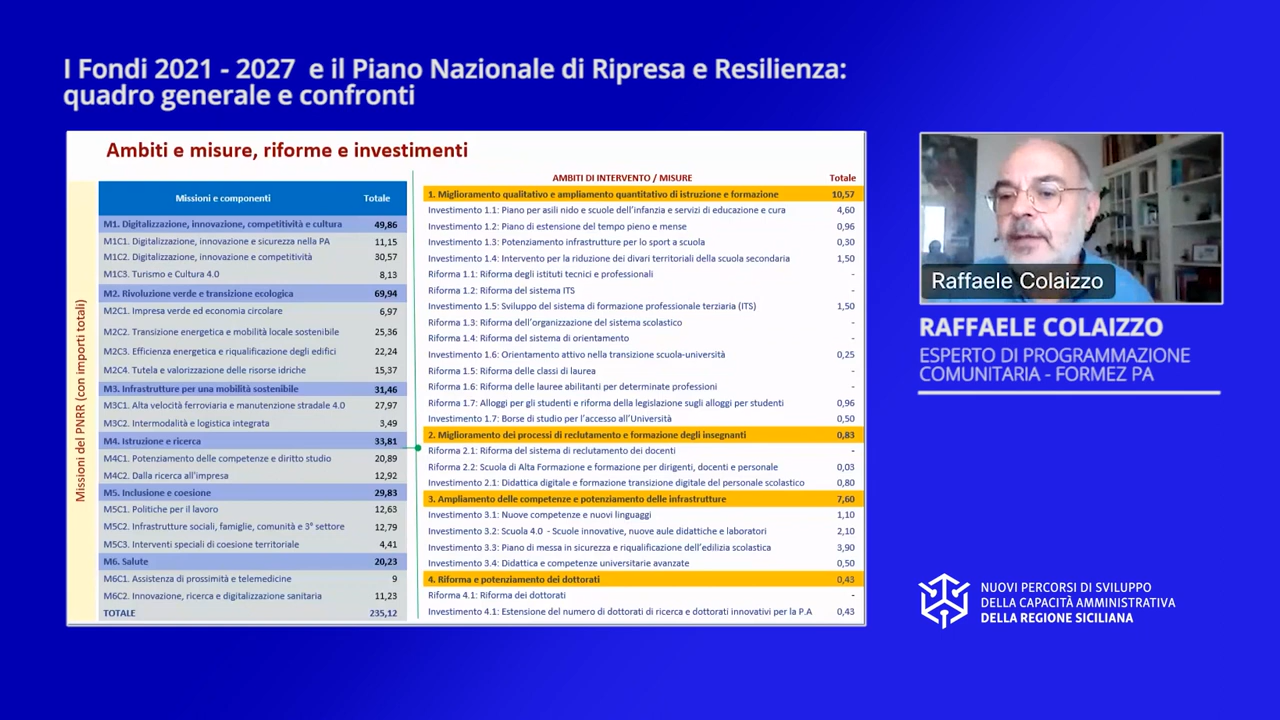 I Fondi 2021 - 2027 e il Piano Nazionale di Ripresa e Resilienza:
quadro generale e confronti
Ambiti e misure, riforme e investimenti
Missioni del PNRR (con importi totali)
Missioni e componenti Totale
M1. Digitalizzazione, innovazione, competitività e cultura 49,86
M1C1. Digitalizzazione, innovazione e sicurezza nella PA 11,15
M1C2. Digitalizzazione, innovazione e competitività 30,57
M1C3. Turismo e Cultura 4.0 8,13
M2. Rivoluzione verde e transizione ecologica 69,94
M2C1. Impresa verde ed economia circolare 6,97
M2C2. Transizione energetica e mobilità locale sostenibile 25,36
M2C3. Efficienza energetica e riqualificazione degli edifici 22,24
M2C4. Tutela e valorizzazione delle risorse idriche 15,37
M3. Infrastrutture per una mobilità sostenibile 31,46
M3C1. Alta velocità ferroviaria e manutenzione stradale 4.0 27,97
M3C2. Intermodalità e logistica integrata 3,49
M4. Istruzione e ricerca 33,81
M4C1. Potenziamento delle competenze e diritto studio 20,89
M4C2. Dalla ricerca all'impresa 12,92
M5. Inclusione e coesione 29,83
M5C1. Politiche per il lavoro 12,63
M5C2. Infrastrutture sociali, famiglie, comunità e 3° settore 12,79
M5C3. Interventi speciali di coesione territoriale 4,41
M6. Salute 20,23
M6C1. Assistenza di prossimità e telemedicine 9
M6C2. Innovazione, ricerca e digitalizzazione sanitaria 11,23
TOTALE 235,12
AMBITI DI INTERVENTO / MISURE Totale
1. Miglioramento qualitativo e ampliamento quantitativo di istruzione e formazione 10,57
Investimento 1.1: Piano per asili nido e scuole dell'infanzia e servizi di educazione e cura 4,60
Investimento 1.2: Piano di estensione del tempo pieno e mense 0,96
Investimento 1.3: Potenziamento infrastrutture per lo sport a scuola 0,30
Investimento 1.4: Intervento per la riduzione dei divari territoriali della scuola secondaria 1,50
Riforma 1.1: Riforma degli istituti tecnici e professionali -
Riforma 1.2: Riforma del sistema ITS -
Investimento 1.5: Sviluppo del sistema di formazione professionale terziaria (ITS) 1,50
Riforma 1.3: Riforma dell'organizzazione del sistema scolastico -
Riforma 1.4: Riforma del sistema di orientamento -
Investimento 1.6: Orientamento attivo nella transizione scuola-università 0,25
Riforma 1.5: Riforma delle classi di laurea -
Riforma 1.6: Riforma delle lauree abilitanti per determinate professioni -
Riforma 1.7: Alloggi per gli studenti e riforma della legislazione sugli alloggi per studenti 0,96
Investimento 1.7: Borse di studio per l'accesso all'Università 0,50
2. Miglioramento dei processi di reclutamento e formazione degli insegnanti 0,83
Riforma 2.1: Riforma del sistema di reclutamento dei docenti -
Riforma 2.2: Scuola di Alta Formazione e formazione per dirigenti, docenti e personale 0,03
Investimento 2.1: Didattica digitale e formazione transizione digitale del personale scolastico 0,80
3. Ampliamento delle competenze e potenziamento delle infrastrutture 7,60
Investimento 3.1: Nuove competenze e nuovi linguaggi 1,10
Investimento 3.2: Scuola 4.0 - Scuole innovative, nuove aule didattiche e laboratori 2,10
Investimento 3.3: Piano di messa in sicurezza e riqualificazione dell'edilizia scolastica 3,90
Investimento 3.4: Didattica e competenze universitarie avanzate 0,50
4. Riforma e potenziamento dei dottorati 0,43
Riforma 4.1: Riforma dei dottorati -
Investimento 4.1: Estensione del numero di dottorati di ricerca e dottorati innovativi per la P.A 0,43
Raffaele Colaizzo
RAFFAELE COLAIZZO
ESPERTO DI PROGRAMMAZIONE
COMUNITARIA - FORMEZ PA
NUOVI PERCORSI DI SVILUPPO
DELLA CAPACITÀ AMMINISTRATIVA
DELLA REGIONE SICILIANA